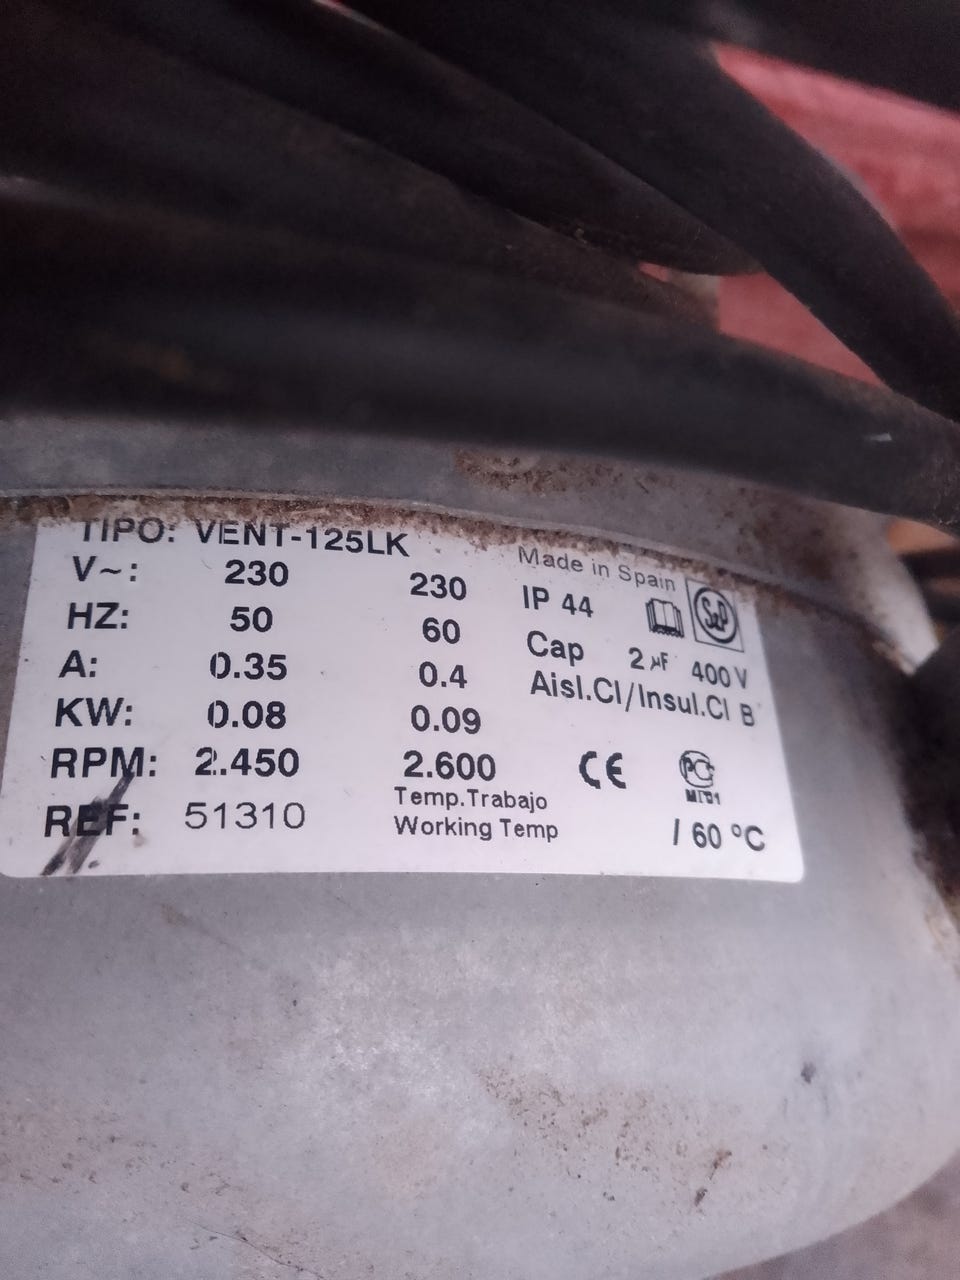 TIPO: VENT-125LK
Made in Spain
V~: 230 230 IP 44
S&P
HZ: 50 60 Cap 2 µF 400 V
A: 0.35 0.4 Aisl.Cl/Insul.Cl B
KW: 0.08 0.09
RPM: 2.450 2.600 CE
REF: 51310 Temp.Trabajo
Working Temp / 60 ºC